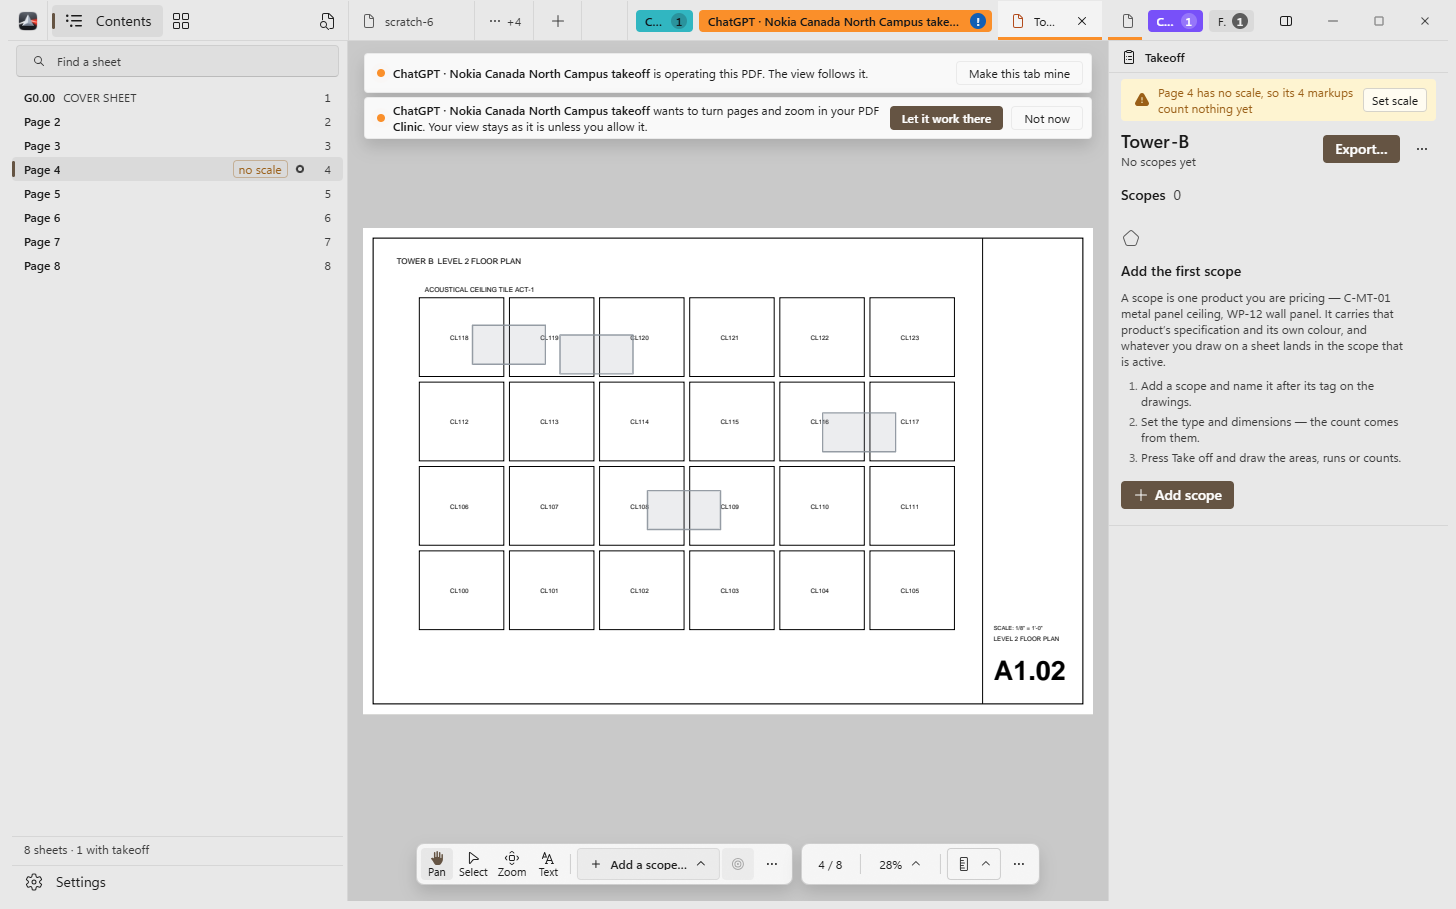 Contents
scratch-6
+4
C... 1
ChatGPT · Nokia Canada North Campus take... !
To...
C... 1
F. 1
Find a sheet
G0.00 COVER SHEET 1
Page 2 2
Page 3 3
Page 4 no scale 4
Page 5 5
Page 6 6
Page 7 7
Page 8 8
8 sheets · 1 with takeoff
Settings
ChatGPT · Nokia Canada North Campus takeoff is operating this PDF. The view follows it.
Make this tab mine
ChatGPT · Nokia Canada North Campus takeoff wants to turn pages and zoom in your PDF
Clinic. Your view stays as it is unless you allow it.
Let it work there
Not now
TOWER B LEVEL 2 FLOOR PLAN
ACOUSTICAL CEILING TILE ACT-1
CL118 CL119 CL120 CL121 CL122 CL123
CL112 CL113 CL114 CL115 CL116 CL117
CL106 CL107 CL108 CL109 CL110 CL111
CL100 CL101 CL102 CL103 CL104 CL105
SCALE: 1/8" = 1'-0"
LEVEL 2 FLOOR PLAN
A1.02
Pan
Select
Zoom
Text
Add a scope...
4 / 8
28%
Takeoff
Page 4 has no scale, so its 4 markups
count nothing yet
Set scale
Tower-B
No scopes yet
Export...
Scopes 0
Add the first scope
A scope is one product you are pricing — C-MT-01
metal panel ceiling, WP-12 wall panel. It carries that
product's specification and its own colour, and
whatever you draw on a sheet lands in the scope that
is active.
1. Add a scope and name it after its tag on the
drawings.
2. Set the type and dimensions — the count comes
from them.
3. Press Take off and draw the areas, runs or counts.
Add scope